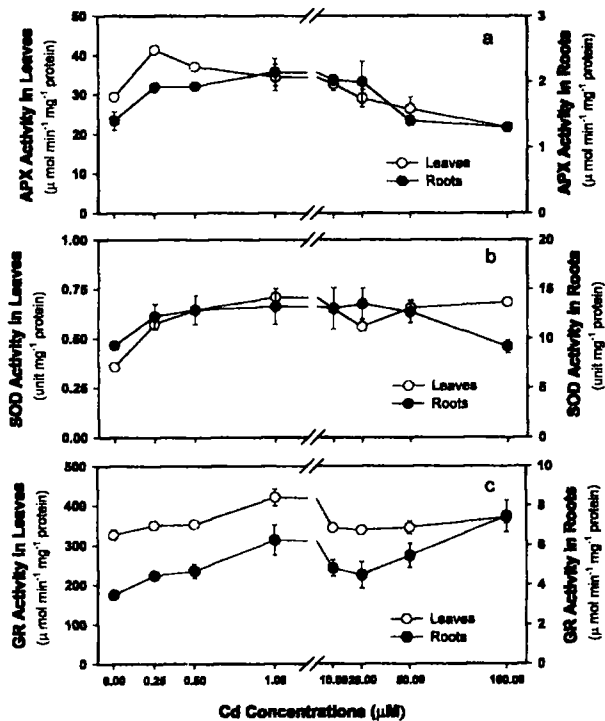 APX Activity in Leaves
(μ mol min⁻¹ mg⁻¹ protein)
50
40
30
20
10
0
a
Leaves
Roots
3
2
1
0
APX Activity in Roots
(μ mol min⁻¹ mg⁻¹ protein)
SOD Activity in Leaves
(unit mg⁻¹ protein)
1.00
0.75
0.50
0.25
0.00
b
Leaves
Roots
20
15
10
5
0
SOD Activity in Roots
(unit mg⁻¹ protein)
GR Activity in Leaves
(μ mol min⁻¹ mg⁻¹ protein)
500
400
300
200
100
0
c
Leaves
Roots
10
8
6
4
2
0
GR Activity in Roots
(μ mol min⁻¹ mg⁻¹ protein)
0.00 0.25 0.50 1.00 10.00 25.00 50.00 100.00
Cd Concentrations (μM)